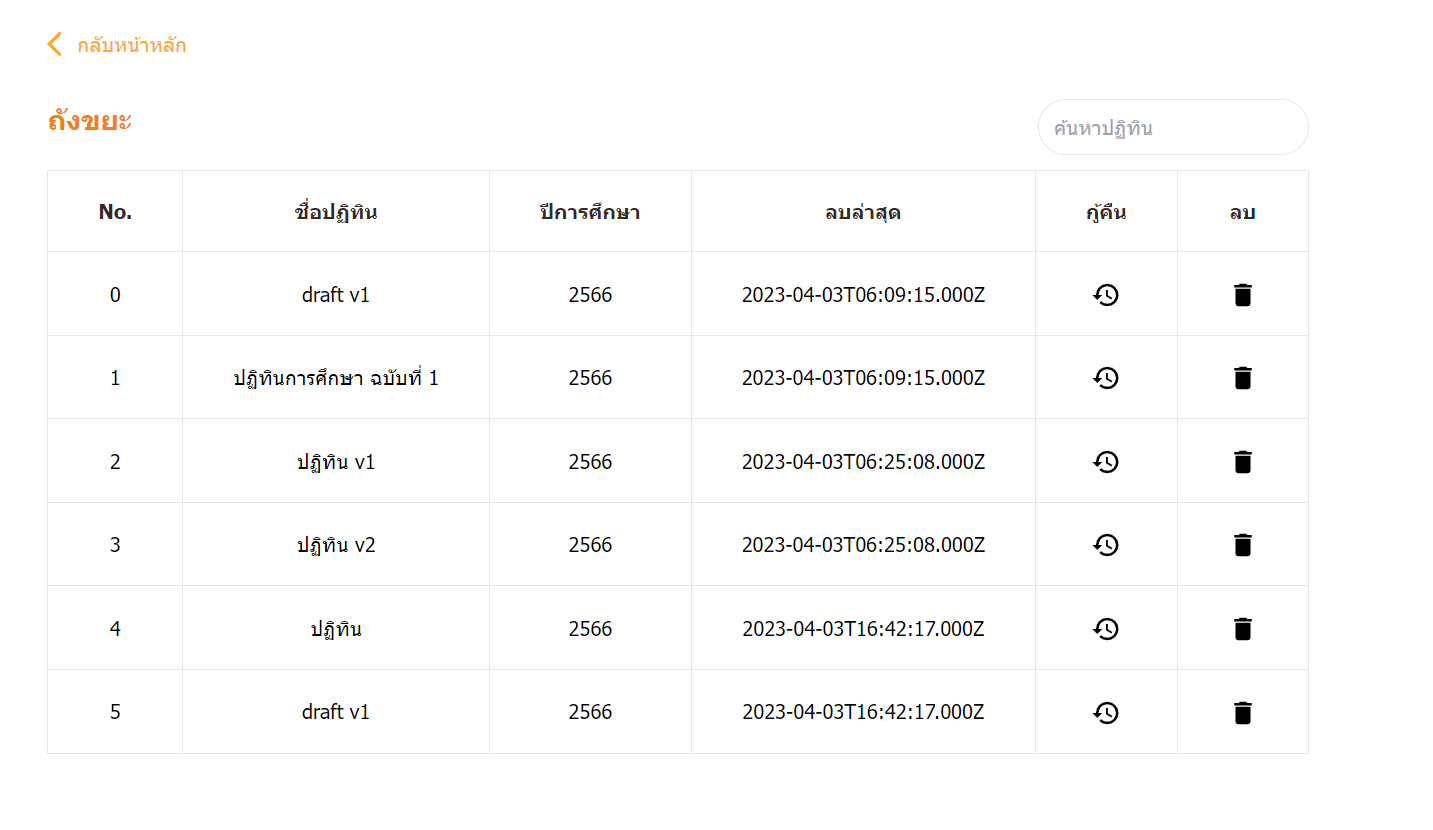 กลับหน้าหลัก
ถังขยะ
ค้นหาปฏิทิน
No. ชื่อปฏิทิน ปีการศึกษา ลบล่าสุด กู้คืน ลบ
0 draft v1 2566 2023-04-03T06:09:15.000Z
1 ปฏิทินการศึกษา ฉบับที่ 1 2566 2023-04-03T06:09:15.000Z
2 ปฏิทิน v1 2566 2023-04-03T06:25:08.000Z
3 ปฏิทิน v2 2566 2023-04-03T06:25:08.000Z
4 ปฏิทิน 2566 2023-04-03T16:42:17.000Z
5 draft v1 2566 2023-04-03T16:42:17.000Z